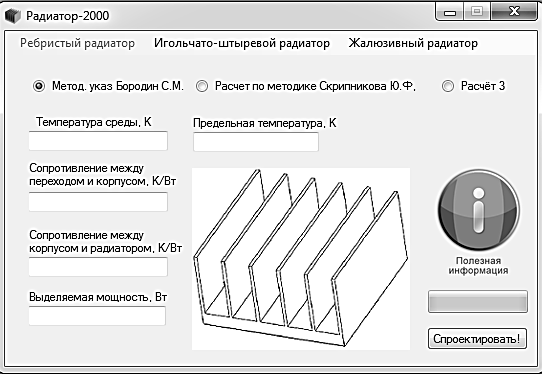 Радиатор-2000
Ребристый радиатор Игольчато-штыревой радиатор Жалюзивный радиатор
Метод. указ Бородин С.М. Расчет по методике Скрипникова Ю.Ф. Расчёт 3
Температура среды, К Предельная температура, К
Сопротивление между
переходом и корпусом, К/Вт
Сопротивление между
корпусом и радиатором, К/Вт
Выделяемая мощность, Вт
Полезная
информация
Спроектировать!